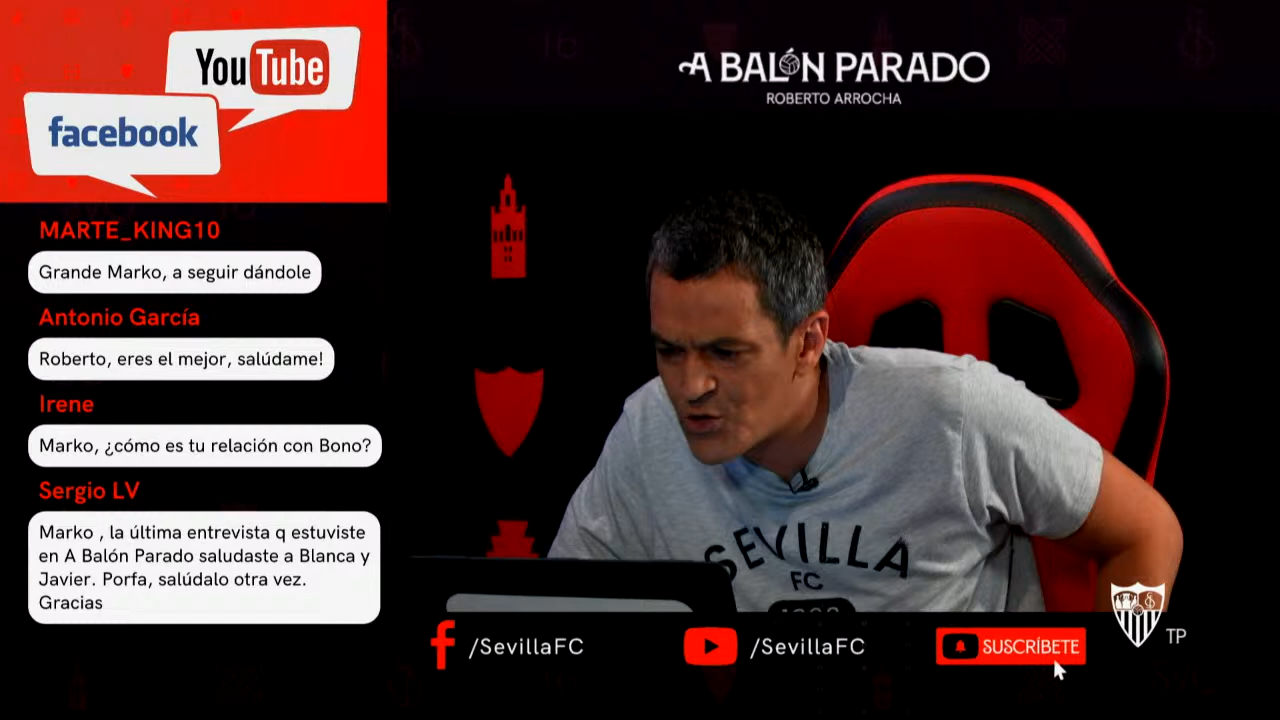 YouTube
facebook
MARTE_KING10
Grande Marko, a seguir dándole
Antonio García
Roberto, eres el mejor, salúdame!
Irene
Marko, ¿cómo es tu relación con Bono?
Sergio LV
Marko , la última entrevista q estuviste
en A Balón Parado saludaste a Blanca y
Javier. Porfa, salúdalo otra vez.
Gracias
A BALÓN PARADO
ROBERTO ARROCHA
SEVILLA
FC
/SevillaFC
/SevillaFC
SUSCRÍBETE
TP